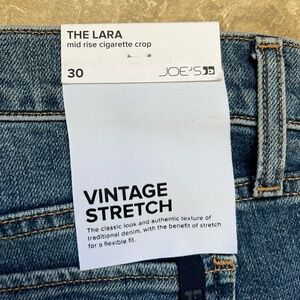 THE LARA
mid rise cigarette crop
30
JOE'S
VINTAGE
STRETCH
The classic look and authentic texture of
traditional denim, with the benefit of stretch
for a flexible fit.